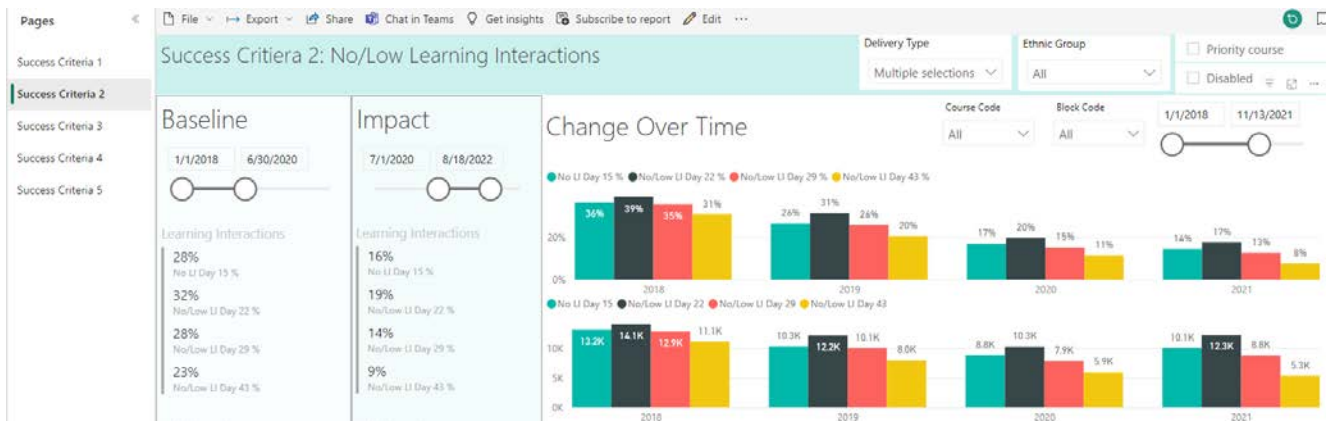 Pages
File
Export
Share
Chat in Teams
Get insights
Subscribe to report
Edit
Success Criteria 1
Success Criteria 2
Success Criteria 3
Success Criteria 4
Success Criteria 5
Success Critiera 2: No/Low Learning Interactions
Delivery Type
Multiple selections
Ethnic Group
All
Priority course
Disabled
Baseline
1/1/2018 6/30/2020
Learning Interactions
28%
No LI Day 15 %
32%
No/Low LI Day 22 %
28%
No/Low LI Day 29 %
23%
No/Low LI Day 43 %
Impact
7/1/2020 8/18/2022
Learning Interactions
16%
No LI Day 15 %
19%
No/Low LI Day 22 %
14%
No/Low LI Day 29 %
9%
No/Low LI Day 43 %
Change Over Time
Course Code
All
Block Code
All
1/1/2018 11/13/2021
No LI Day 15 % No/Low LI Day 22 % No/Low LI Day 29 % No/Low LI Day 43 %
20%
0%
36% 39% 35% 31%
26% 31% 26% 20%
17% 20% 15% 11%
14% 17% 13% 8%
2018 2019 2020 2021
No LI Day 15 No/Low LI Day 22 No/Low LI Day 29 No/Low LI Day 43
10K
5K
0K
13.2K 14.1K 12.9K 11.1K
10.3K 12.2K 10.1K 8.0K
8.8K 10.3K 7.9K 5.9K
10.1K 12.3K 8.8K 5.3K
2018 2019 2020 2021